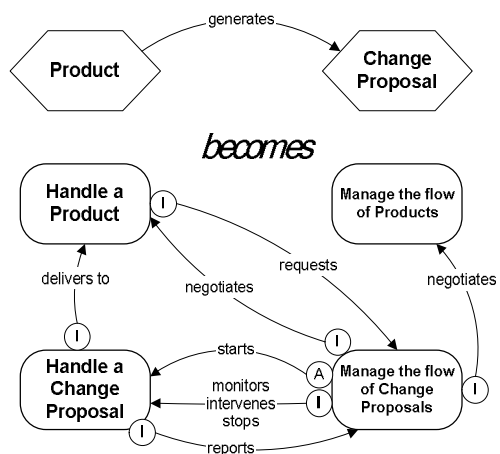 generates
Product
Change
Proposal
becomes
Handle a
Product
I
Manage the flow
of Products
requests
delivers to
negotiates
negotiates
I
I
starts
A
Handle a
Change
Proposal
monitors
intervenes
stops
I
Manage the flow
of Change
Proposals
I
I
reports